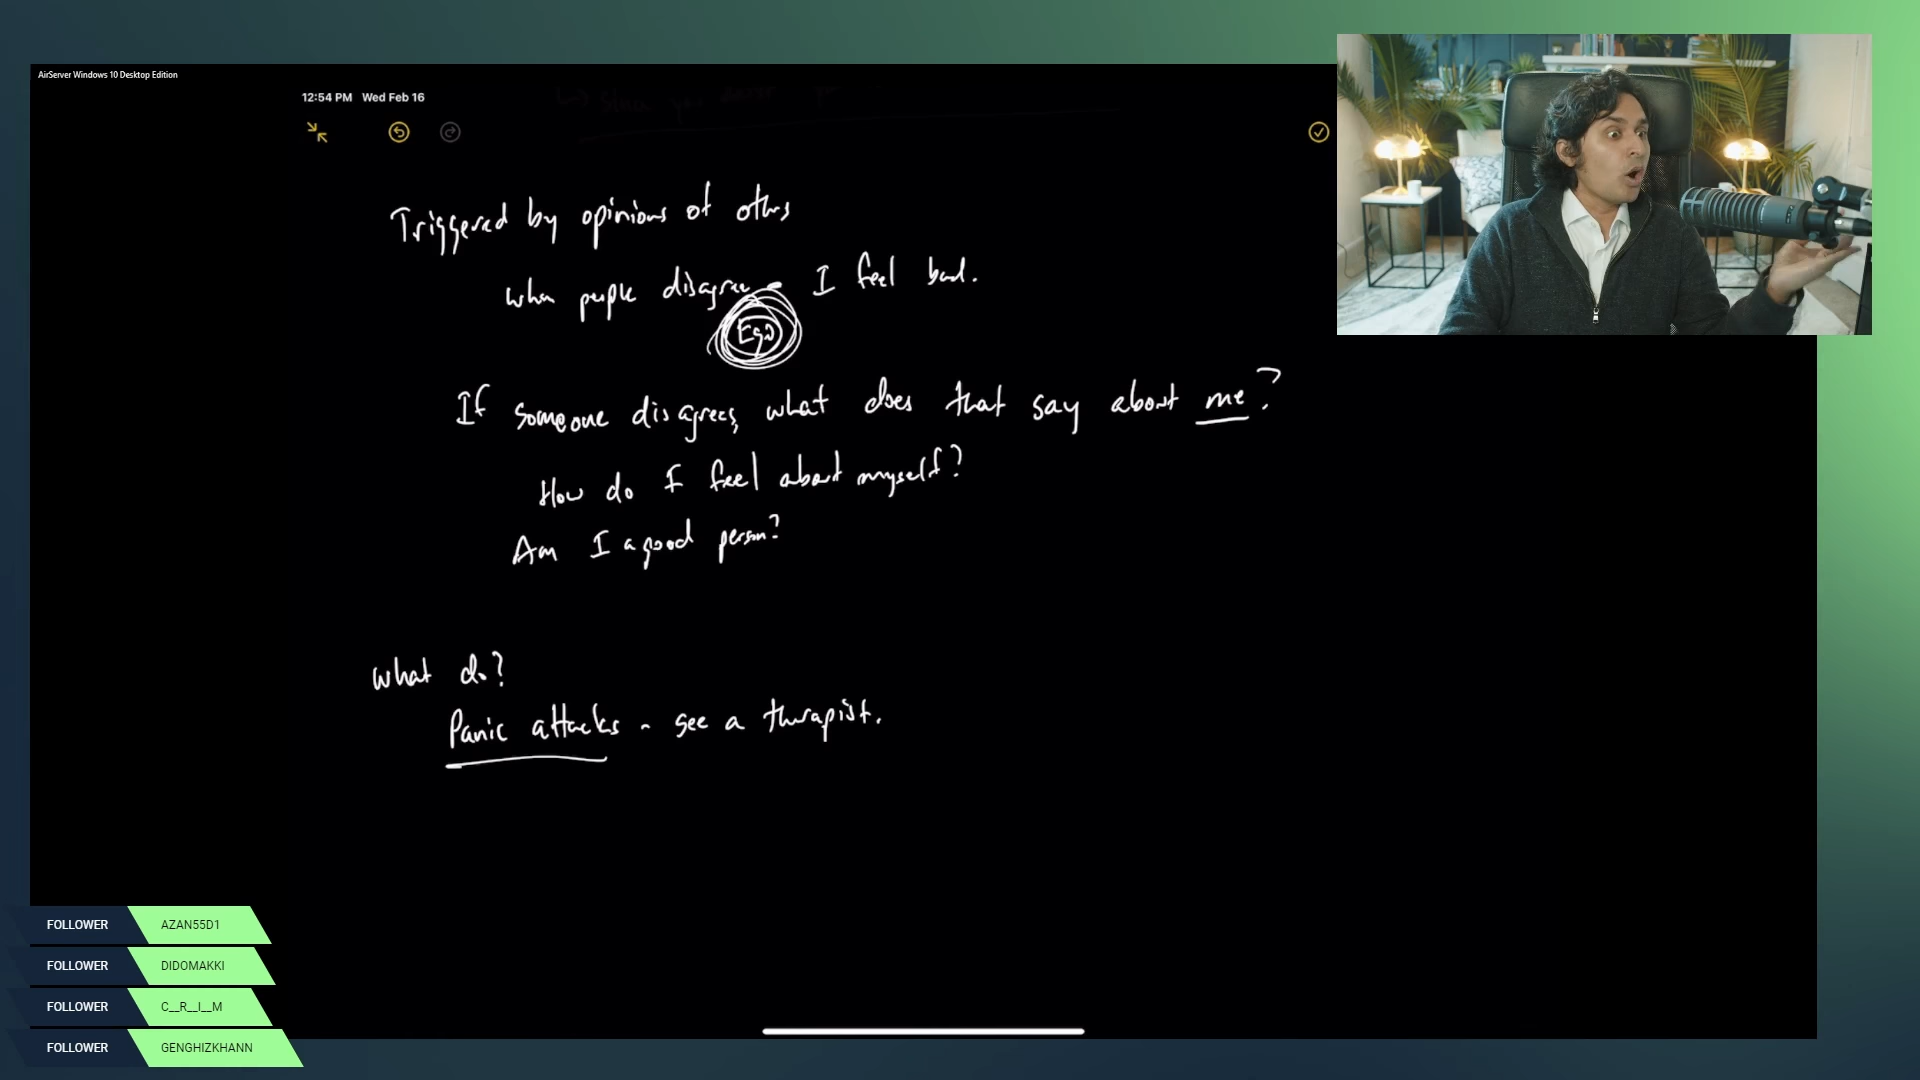 AirServer Windows 10 Desktop Edition
12:54 PM Wed Feb 16
Triggered by opinions of others
when people disagree - I feel bad.
Ego
If someone disagrees, what does that say about me?
How do I feel about myself?
Am I a good person?
What do?
Panic attacks - see a therapist.
FOLLOWER AZAN55D1
FOLLOWER DIDOMAKKI
FOLLOWER C__R__I__M
FOLLOWER GENGHIZKHANN